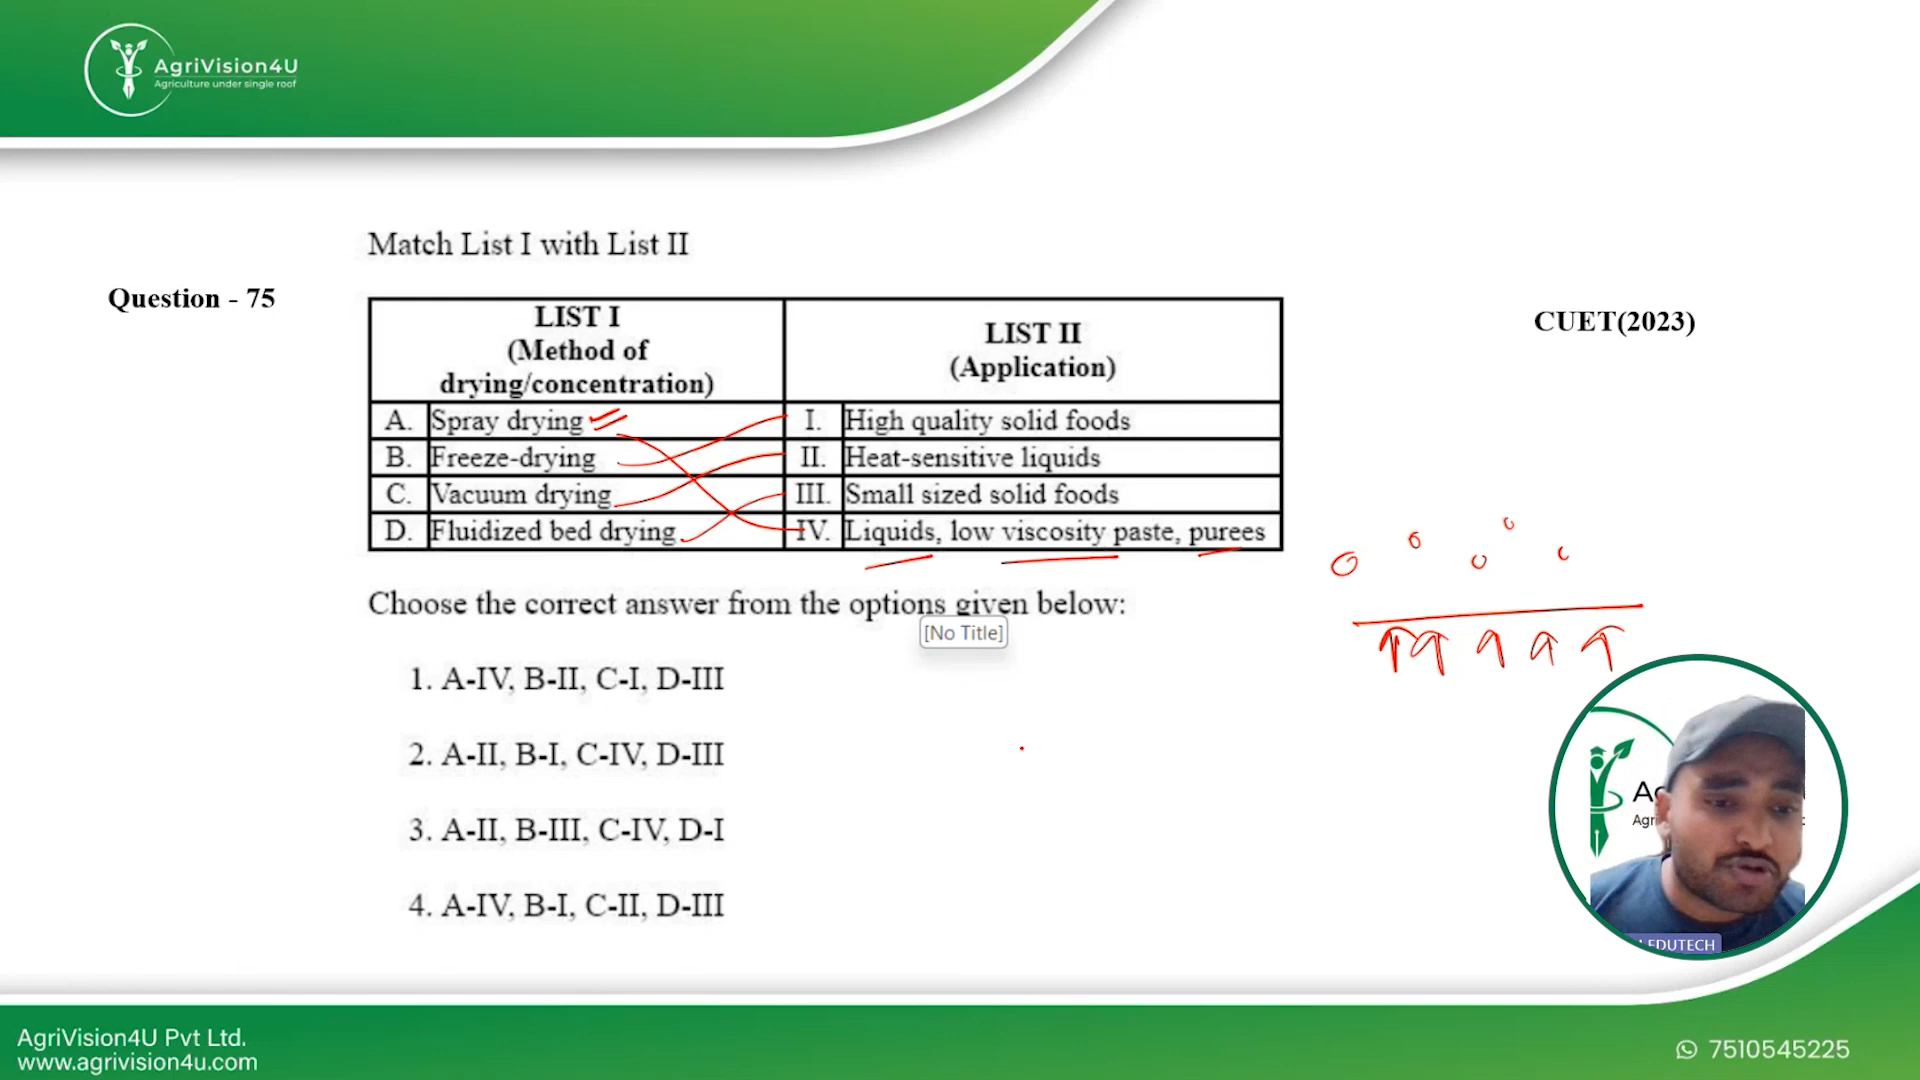 AgriVision4U
Agriculture under single roof
Match List I with List II
Question - 75
CUET(2023)
LIST I
(Method of
drying/concentration)
LIST II
(Application)
A. Spray drying I. High quality solid foods
B. Freeze-drying II. Heat-sensitive liquids
C. Vacuum drying III. Small sized solid foods
D. Fluidized bed drying IV. Liquids, low viscosity paste, purees
Choose the correct answer from the options given below:
[No Title]
1. A-IV, B-II, C-I, D-III
2. A-II, B-I, C-IV, D-III
3. A-II, B-III, C-IV, D-I
4. A-IV, B-I, C-II, D-III
EDUTECH
AgriVision4U Pvt Ltd.
www.agrivision4u.com
7510545225